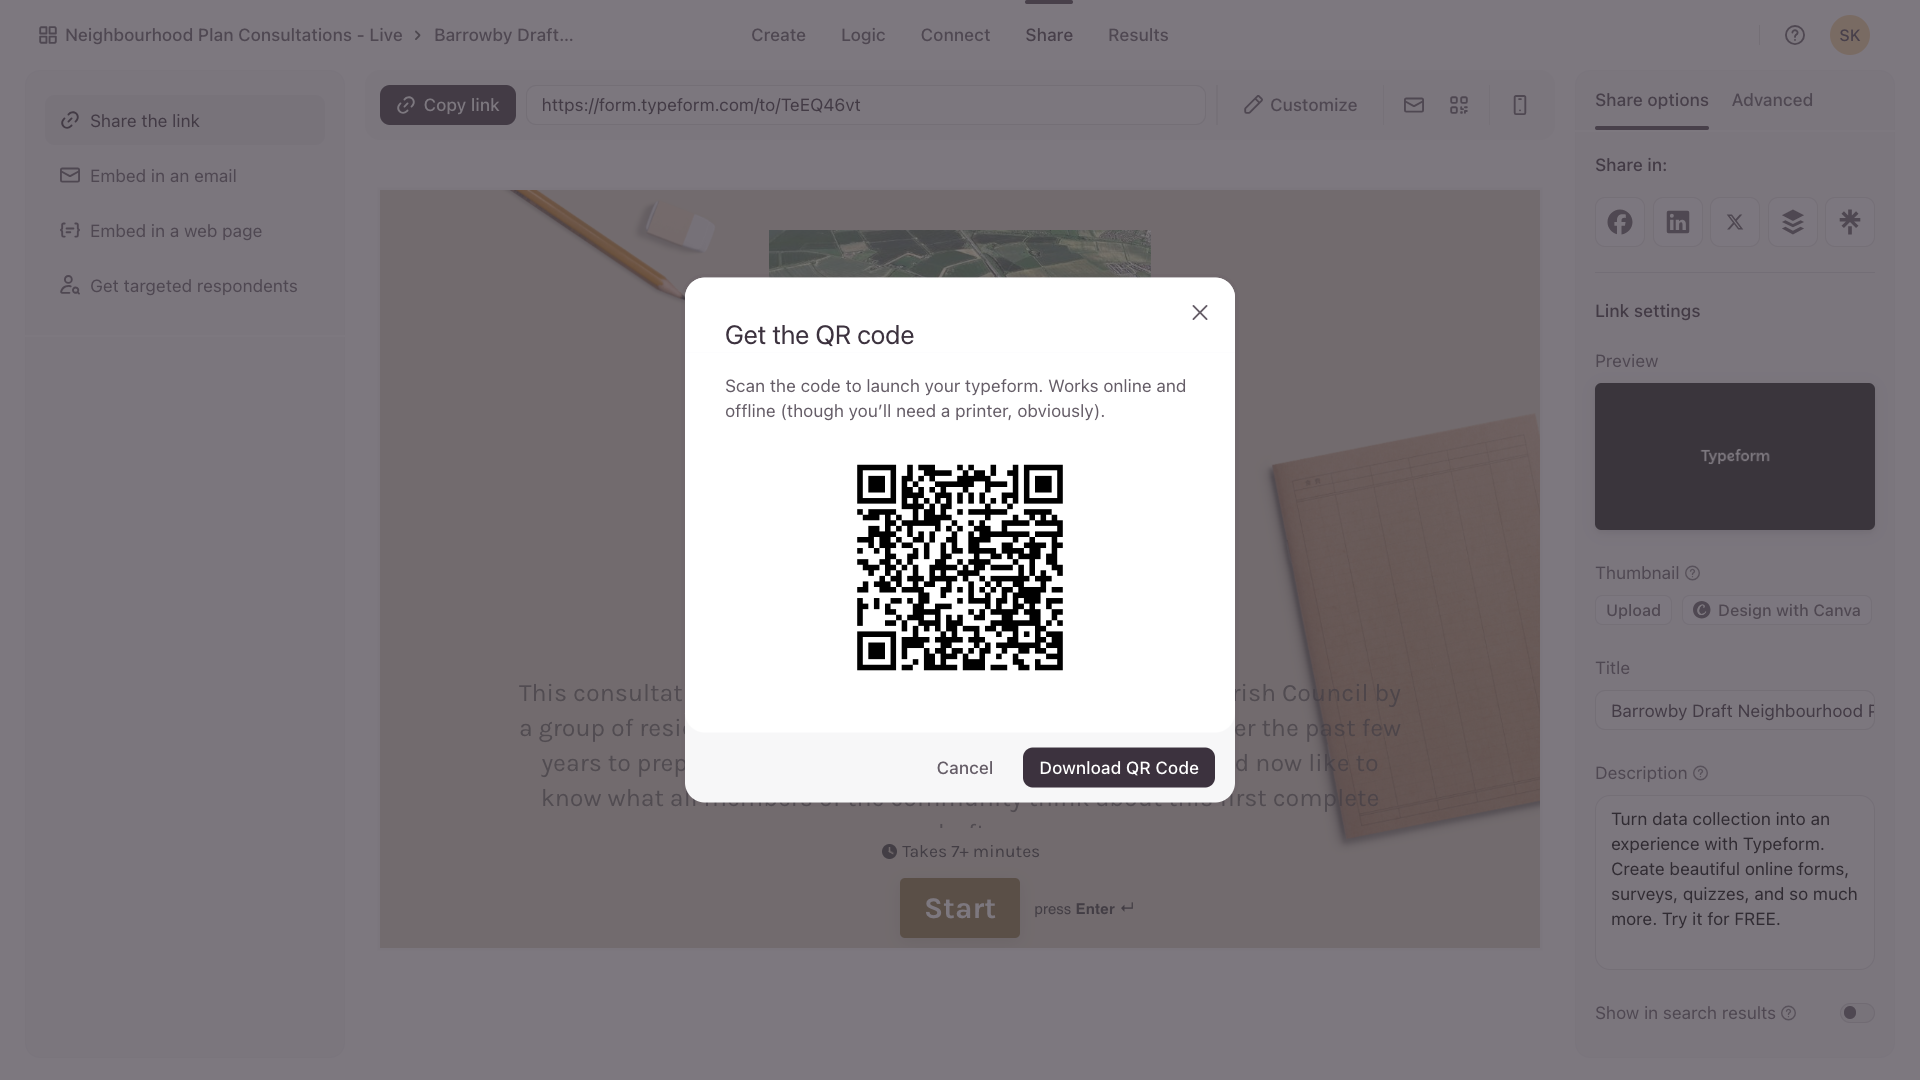 Neighbourhood Plan Consultations - Live > Barrowby Draft...
Create Logic Connect Share Results
SK
Share the link
Embed in an email
Embed in a web page
Get targeted respondents
Copy link https://form.typeform.com/to/TeEQ46vt Customize
Get the QR code
Scan the code to launch your typeform. Works online and
offline (though you’ll need a printer, obviously).
Cancel Download QR Code
This
rish Council by
a group of
er the past few
years to
now like to
know what
complete
Takes 7+ minutes
Start press Enter ↵
Share options Advanced
Share in:
Link settings
Preview
Typeform
Thumbnail
Upload Design with Canva
Title
Barrowby Draft Neighbourhood
Description
Turn data collection into an
experience with Typeform.
Create beautiful online forms,
surveys, quizzes, and so much
more. Try it for FREE.
Show in search results